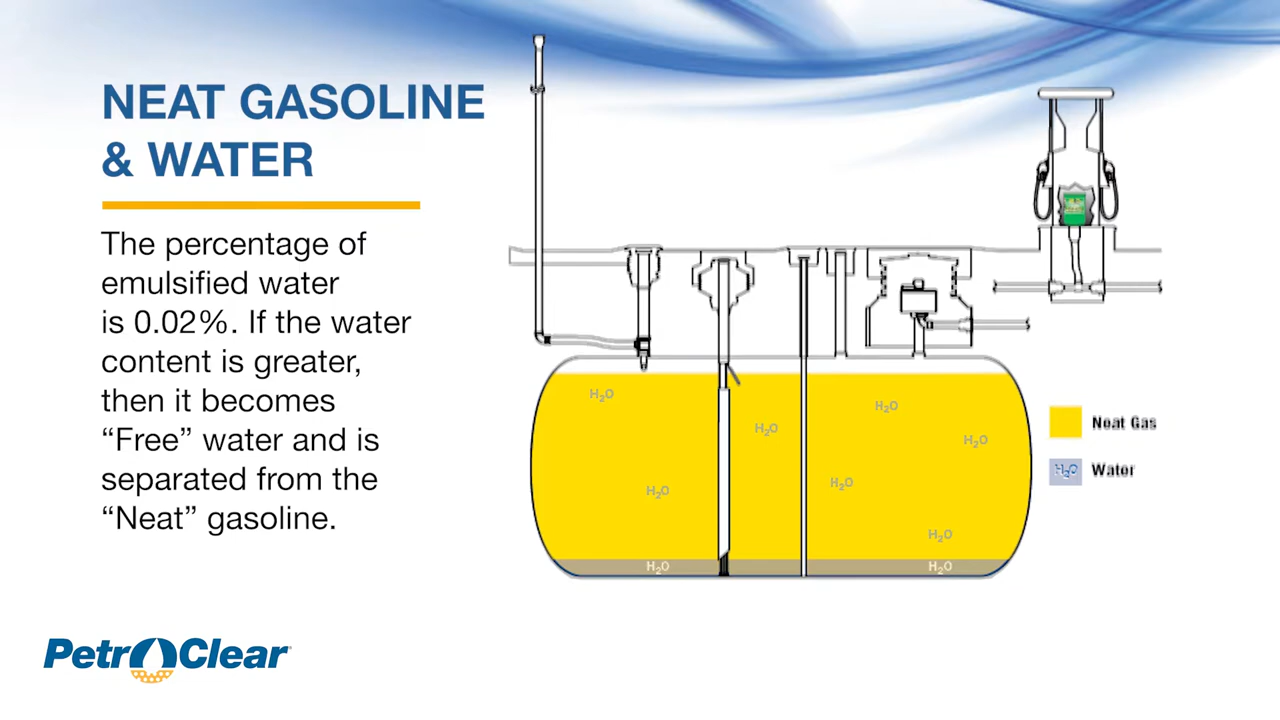 NEAT GASOLINE
& WATER
The percentage of
emulsified water
is 0.02%. If the water
content is greater,
then it becomes
“Free” water and is
separated from the
“Neat” gasoline.
H₂O
H₂O
H₂O
H₂O
H₂O
H₂O
H₂O
H₂O
H₂O
Neat Gas
H₂O Water
PetroClear